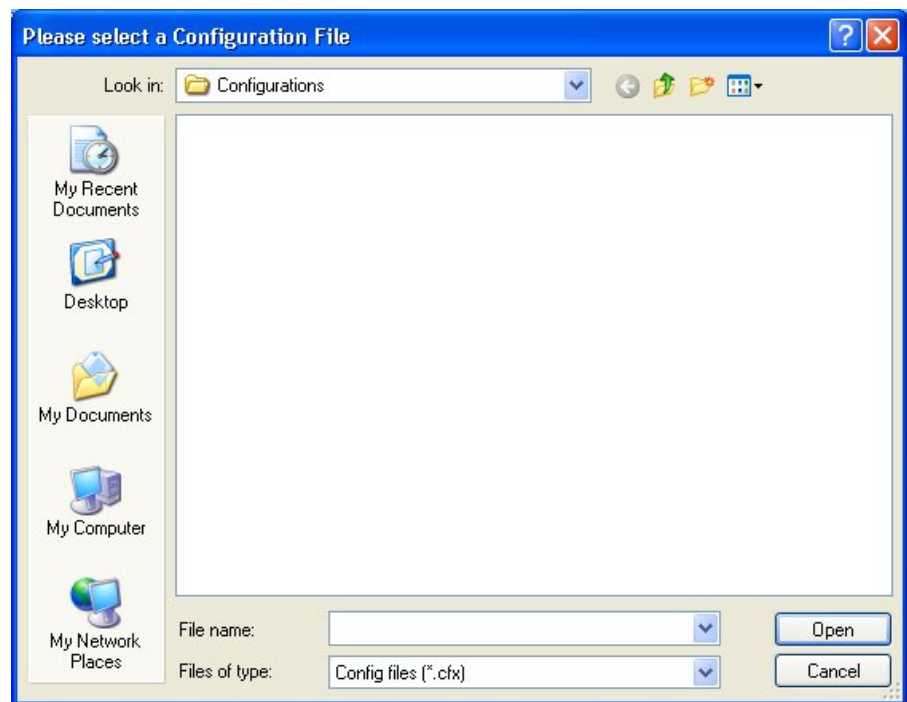 Please select a Configuration File
Look in:
Configurations
My Recent
Documents
Desktop
My Documents
My Computer
My Network
Places
File name:
Open
Files of type:
Config files (*.cfx)
Cancel